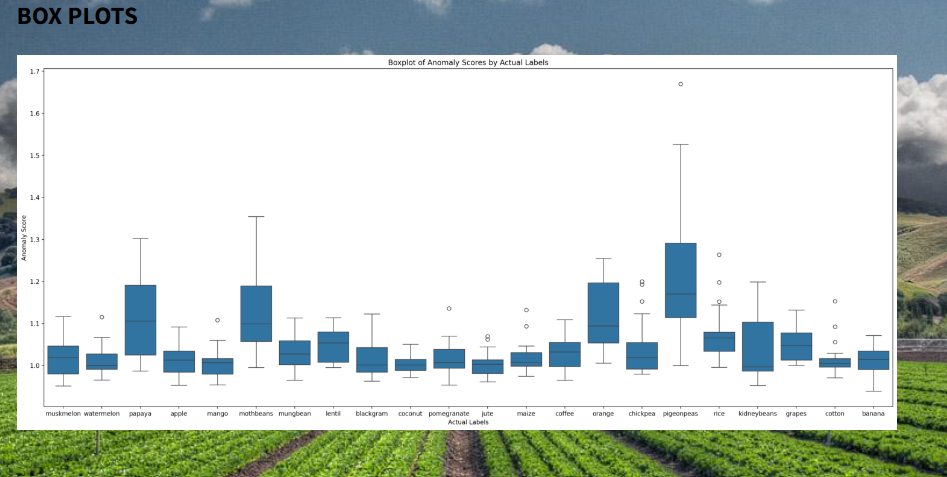 BOX PLOTS
Boxplot of Anomaly Scores by Actual Labels
1.7
1.6
1.5
1.4
1.3
1.2
1.1
1.0
Anomaly Score
muskmelon watermelon papaya apple mango mothbeans mungbean lentil blackgram coconut pomegranate jute maize coffee orange chickpea pigeonpeas rice kidneybeans grapes cotton banana
Actual Labels